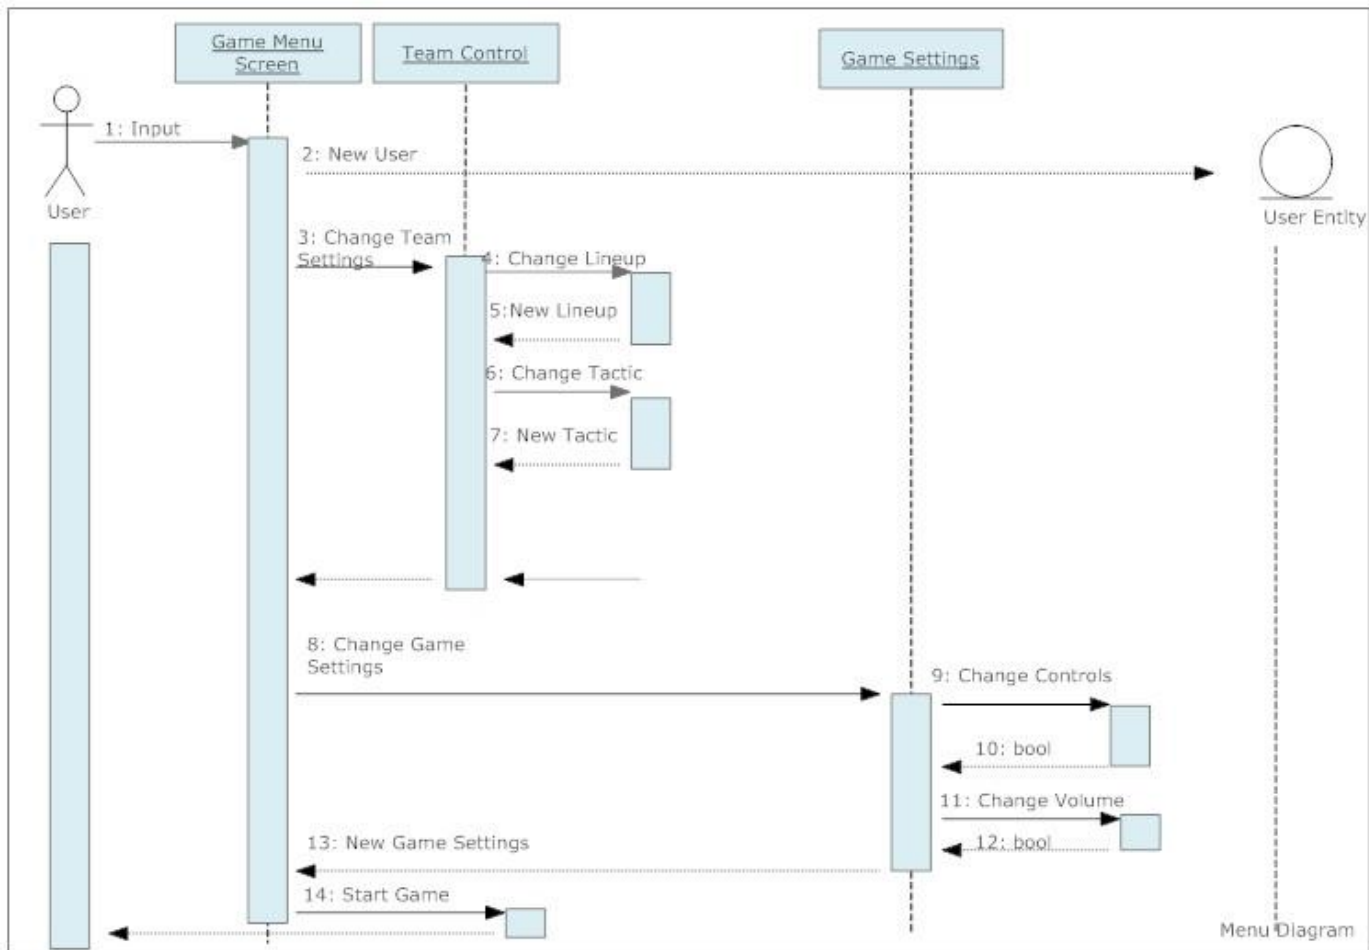 Game Menu
Screen
Team Control
Game Settings
1: Input
2: New User
User
User Entity
3: Change Team
Settings
4: Change Lineup
5:New Lineup
6: Change Tactic
7: New Tactic
8: Change Game
Settings
9: Change Controls
10: bool
11: Change Volume
12: bool
13: New Game Settings
14: Start Game
Menu Diagram